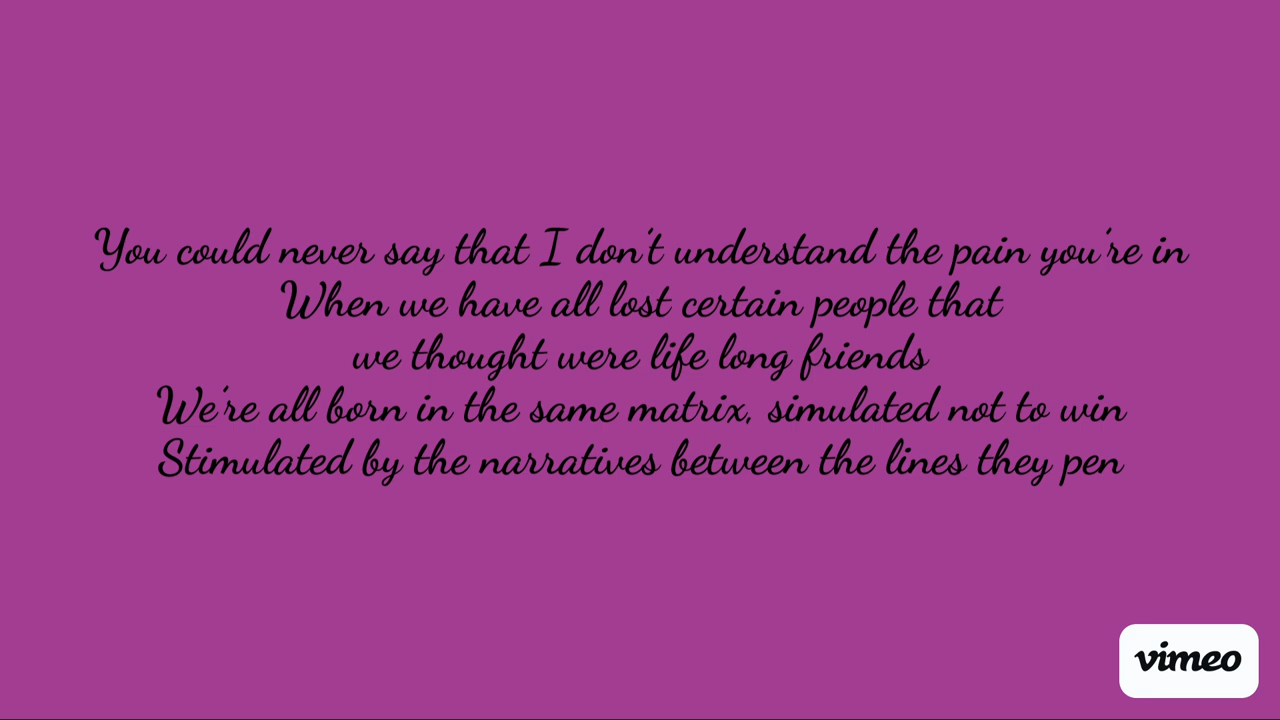 You could never say that I don't understand the pain you're in
When we have all lost certain people that
we thought were life long friends
We're all born in the same matrix, simulated not to win
Stimulated by the narratives between the lines they pen
vimeo